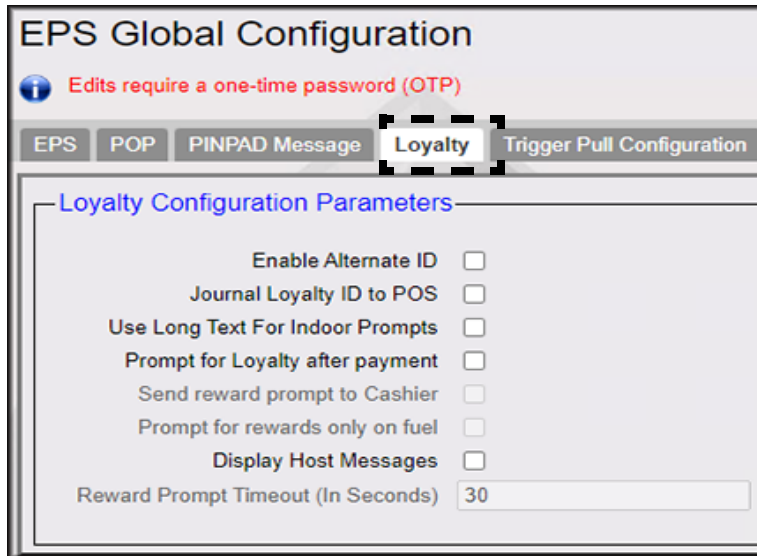 EPS Global Configuration
Edits require a one-time password (OTP)
EPS POP PINPAD Message Loyalty Trigger Pull Configuration
Loyalty Configuration Parameters
Enable Alternate ID
Journal Loyalty ID to POS
Use Long Text For Indoor Prompts
Prompt for Loyalty after payment
Send reward prompt to Cashier
Prompt for rewards only on fuel
Display Host Messages
Reward Prompt Timeout (In Seconds) 30